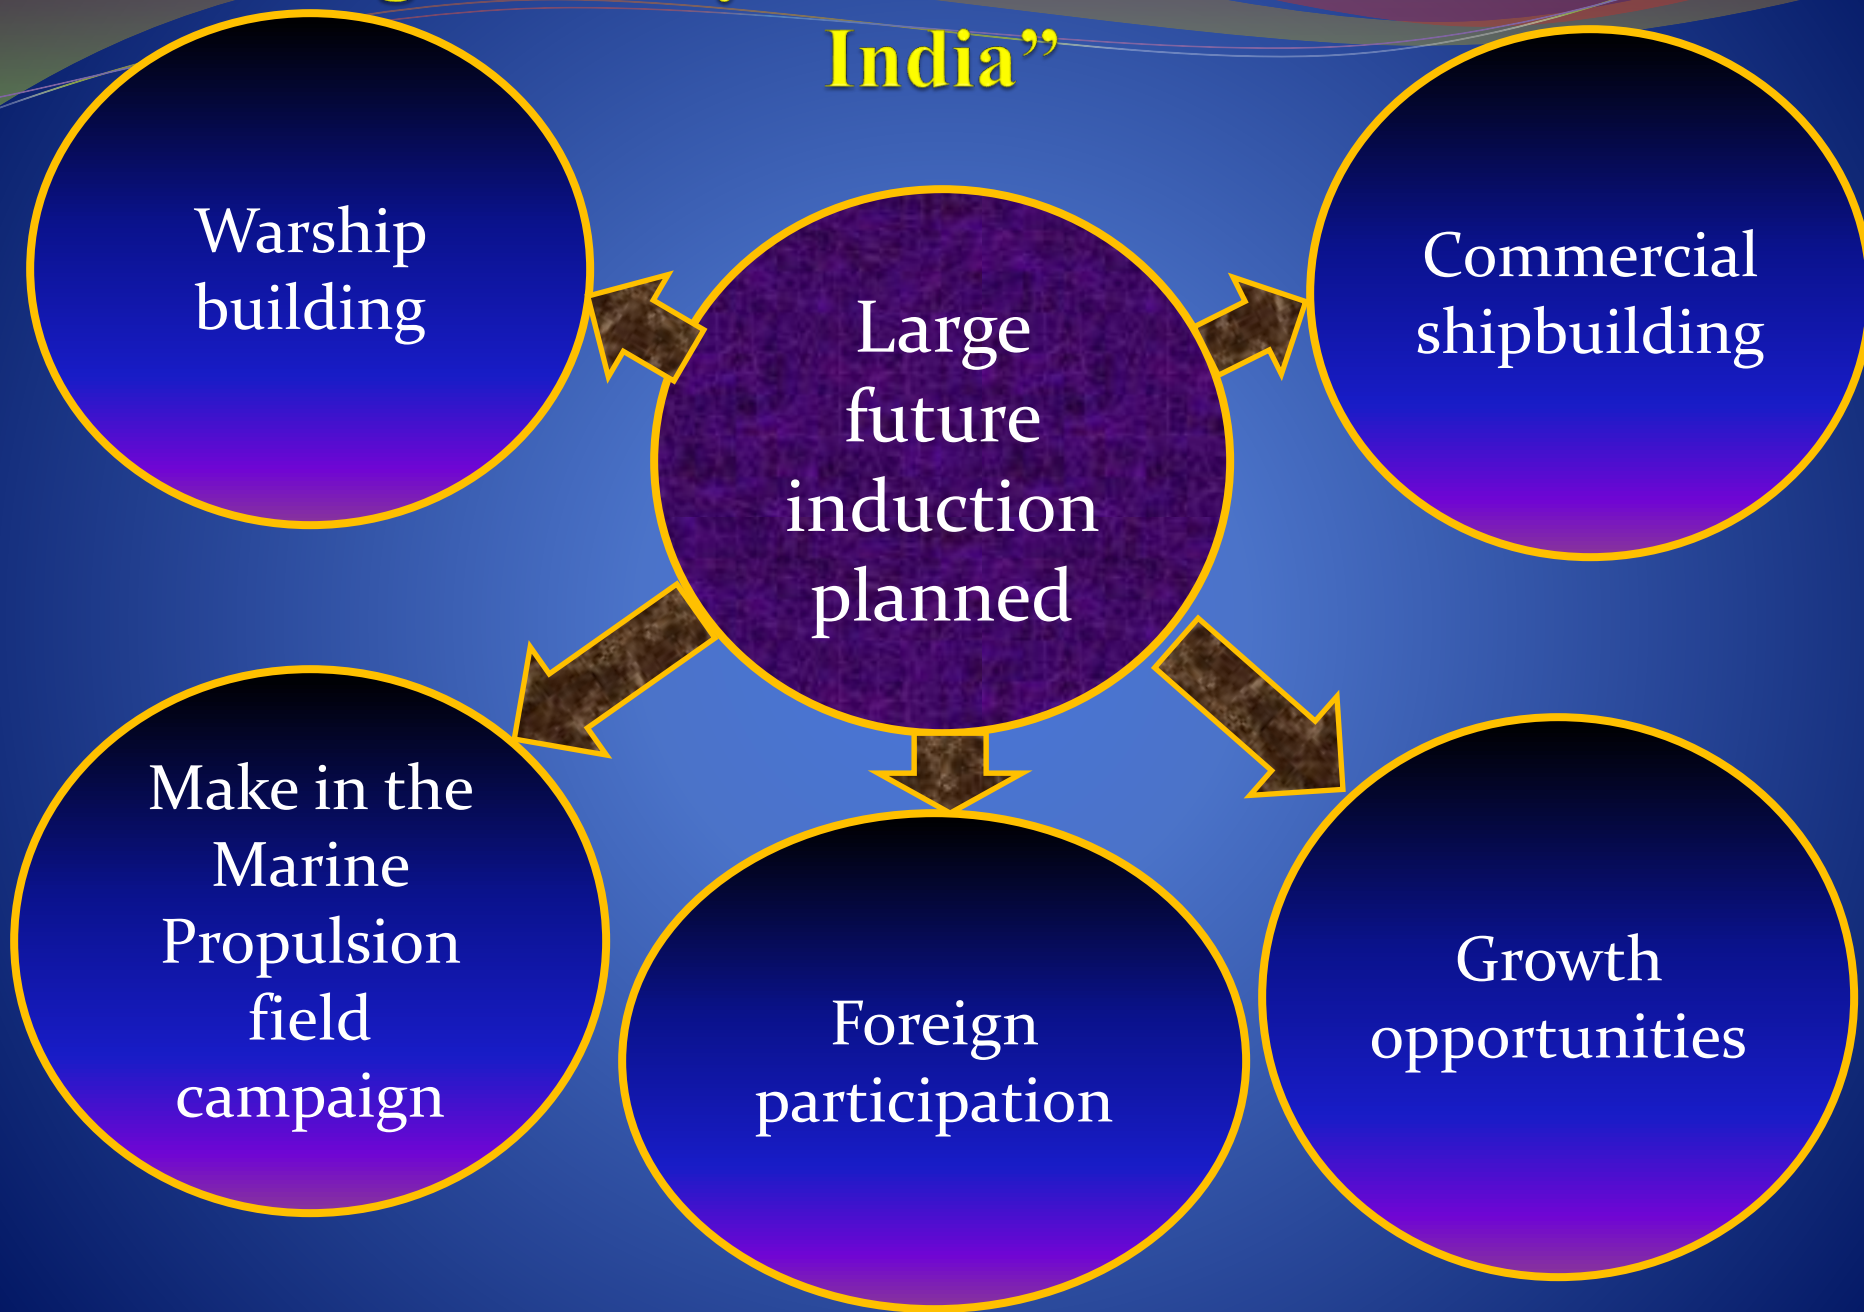 India”
Warship
building
Commercial
shipbuilding
Large
future
induction
planned
Make in the
Marine
Propulsion
field
campaign
Foreign
participation
Growth
opportunities